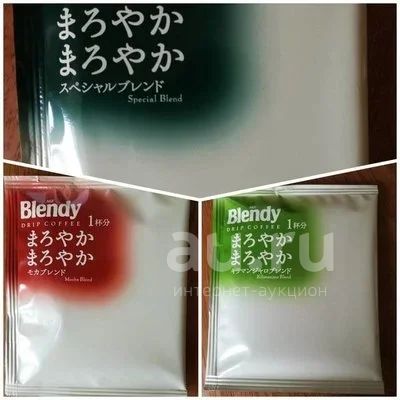 まろやか
まろやか
スペシャルブレンド
Special Blend
AGF
Blendy
DRIP COFFEE 1杯分
まろやか
まろやか
モカブレンド
Mocha Blend
Blendy
DRIP COFFEE 1杯分
まろやか
まろやか
キリマンジャロブレンド
Kilimanjaro Blend
интернет-аукцион